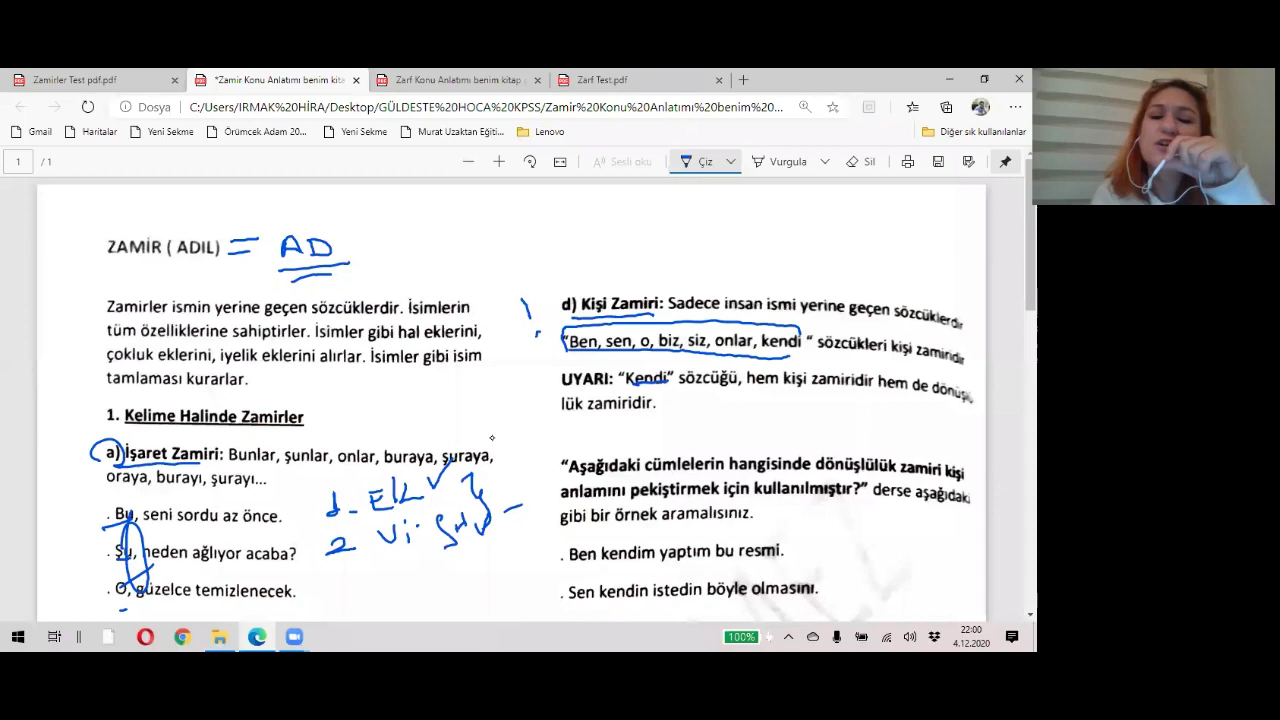 Zamirler Test pdf.pdf
*Zamir Konu Anlatımı benim kita
Zarf Konu Anlatımı benim kitap
Zarf Test.pdf
Dosya
C:/Users/IRMAK%20HİRA/Desktop/GÜLDESTE%20HOCA%20KPSS/Zamir%20Konu%20Anlatımı%20benim%20...
Gmail
Haritalar
Yeni Sekme
Örümcek Adam 20...
Yeni Sekme
Murat Uzaktan Eğiti...
Lenovo
Diğer sık kullanılanlar
1 /1
Sesli oku
Çiz
Vurgula
Sil
ZAMİR ( ADIL) = AD
Zamirler ismin yerine geçen sözcüklerdir. İsimlerin
tüm özelliklerine sahiptirler. İsimler gibi hal eklerini,
çokluk eklerini, iyelik eklerini alırlar. İsimler gibi isim
tamlaması kurarlar.
1. Kelime Halinde Zamirler
a) İşaret Zamiri: Bunlar, şunlar, onlar, buraya, şuraya,
oraya, burayı, şurayı...
. Bu, seni sordu az önce.
. Şu, neden ağlıyor acaba?
. O, güzelce temizlenecek.
d) Kişi Zamiri: Sadece insan ismi yerine geçen sözcüklerdir
"Ben, sen, o, biz, siz, onlar, kendi " sözcükleri kişi zamiridir
UYARI: "Kendi" sözcüğü, hem kişi zamiridir hem de dönüşlü
lük zamiridir.
"Aşağıdaki cümlelerin hangisinde dönüşlülük zamiri kişi
anlamını pekiştirmek için kullanılmıştır?" derse aşağıdaki
gibi bir örnek aramalısınız.
. Ben kendim yaptım bu resmi.
. Sen kendin istedin böyle olmasını.
100%
22:00
4.12.2020